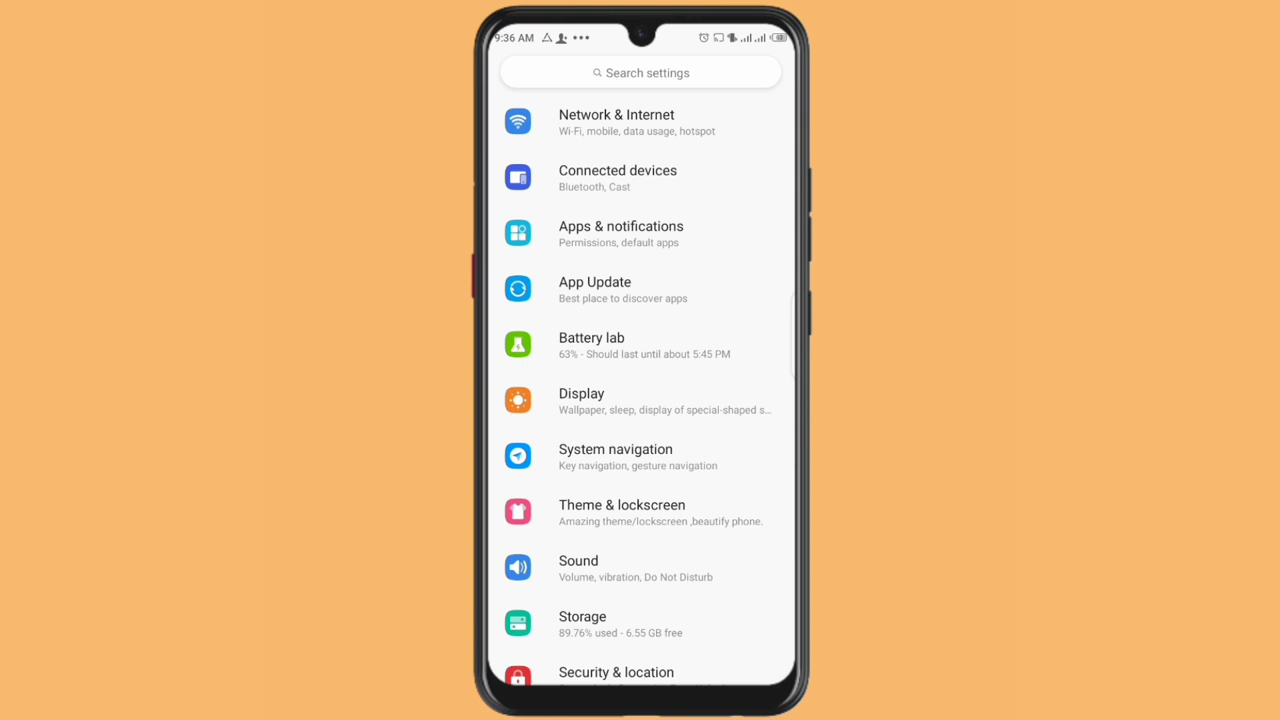 9:36 AM
Search settings
Network & Internet
Wi-Fi, mobile, data usage, hotspot
Connected devices
Bluetooth, Cast
Apps & notifications
Permissions, default apps
App Update
Best place to discover apps
Battery lab
63% - Should last until about 5:45 PM
Display
Wallpaper, sleep, display of special-shaped s...
System navigation
Key navigation, gesture navigation
Theme & lockscreen
Amazing theme/lockscreen ,beautify phone.
Sound
Volume, vibration, Do Not Disturb
Storage
89.76% used - 6.55 GB free
Security & location